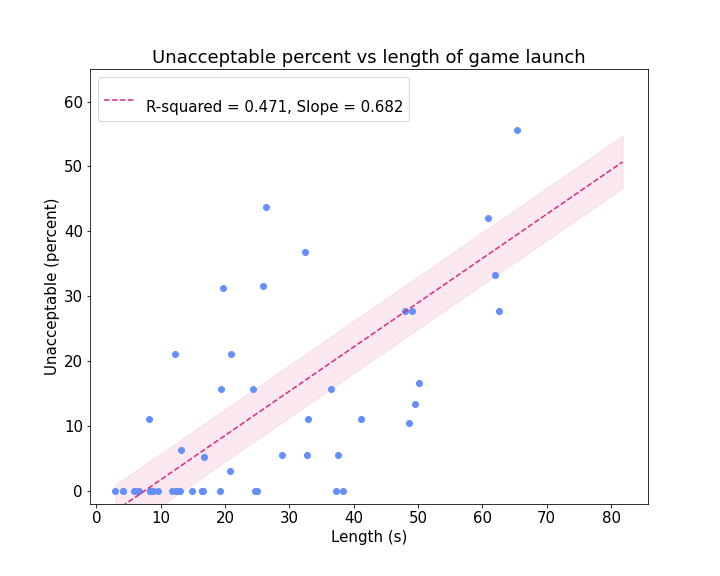 Unacceptable percent vs length of game launch
R-squared = 0.471, Slope = 0.682
Unacceptable (percent)
60
50
40
30
20
10
0
0 10 20 30 40 50 60 70 80
Length (s)